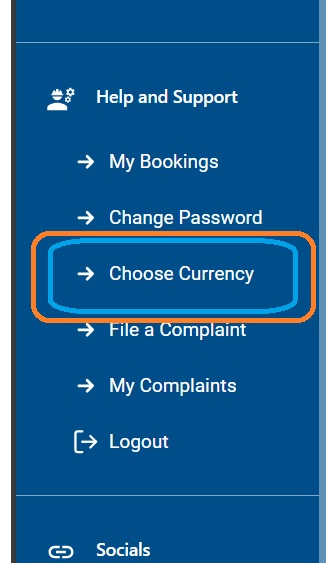 Help and Support
My Bookings
Change Password
Choose Currency
File a Complaint
My Complaints
Logout
Socials